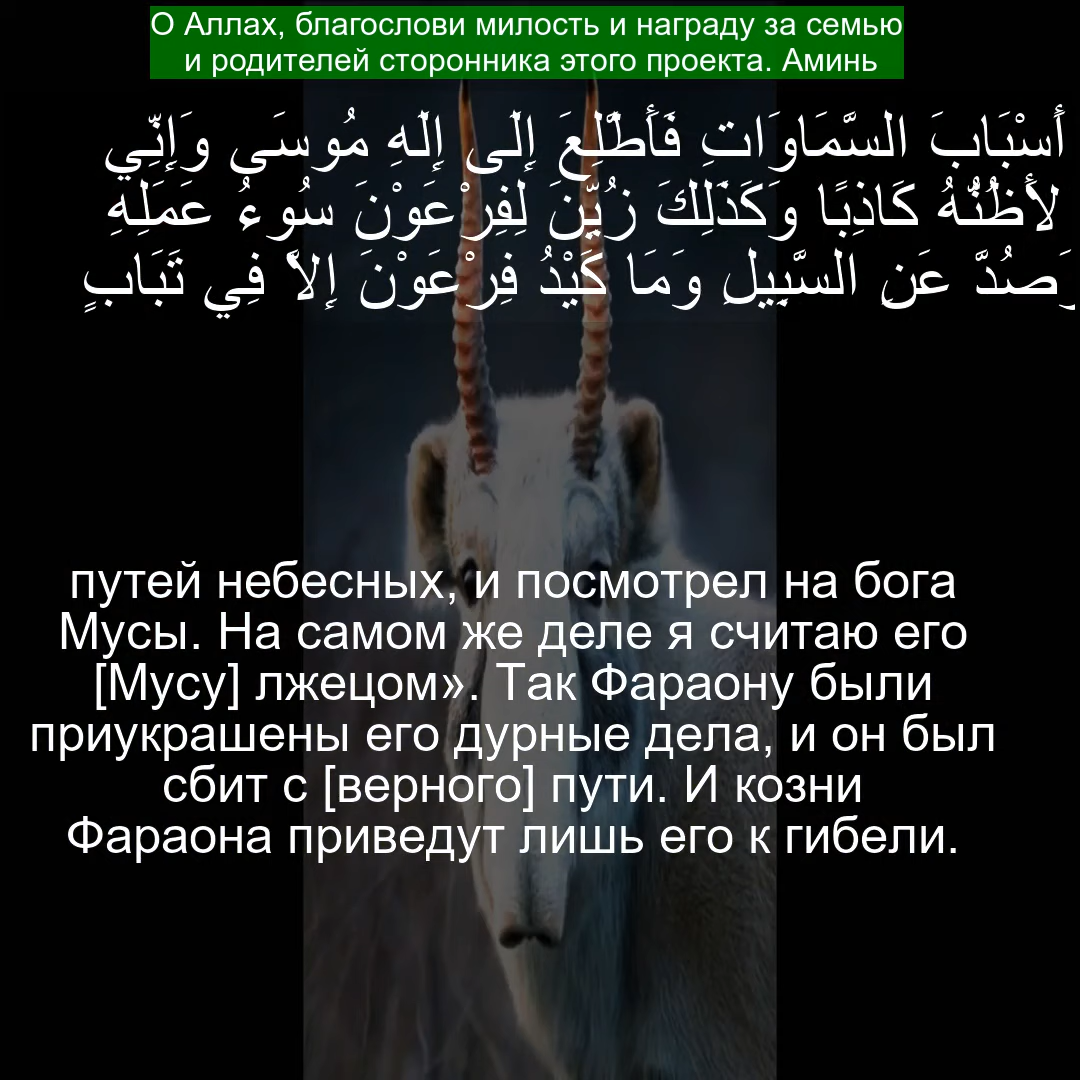 О Аллах, благослови милость и награду за семью
и родителей сторонника этого проекта. Аминь
أَسْبَابَ السَّمَاوَاتِ فَأَطَّلِعَ إِلَى إِلَهِ مُوسَى وَإِنِّي
لأَظُنُّهُ كَاذِبًا وَكَذَلِكَ زُيِّنَ لِفِرْعَوْنَ سُوءُ عَمَلِهِ
وَصُدَّ عَنِ السَّبِيلِ وَمَا كَيْدُ فِرْعَوْنَ إِلاَّ فِي تَبَابٍ
путей небесных, и посмотрел на бога
Мусы. На самом же деле я считаю его
[Мусу] лжецом». Так Фараону были
приукрашены его дурные дела, и он был
сбит с [верного] пути. И козни
Фараона приведут лишь его к гибели.